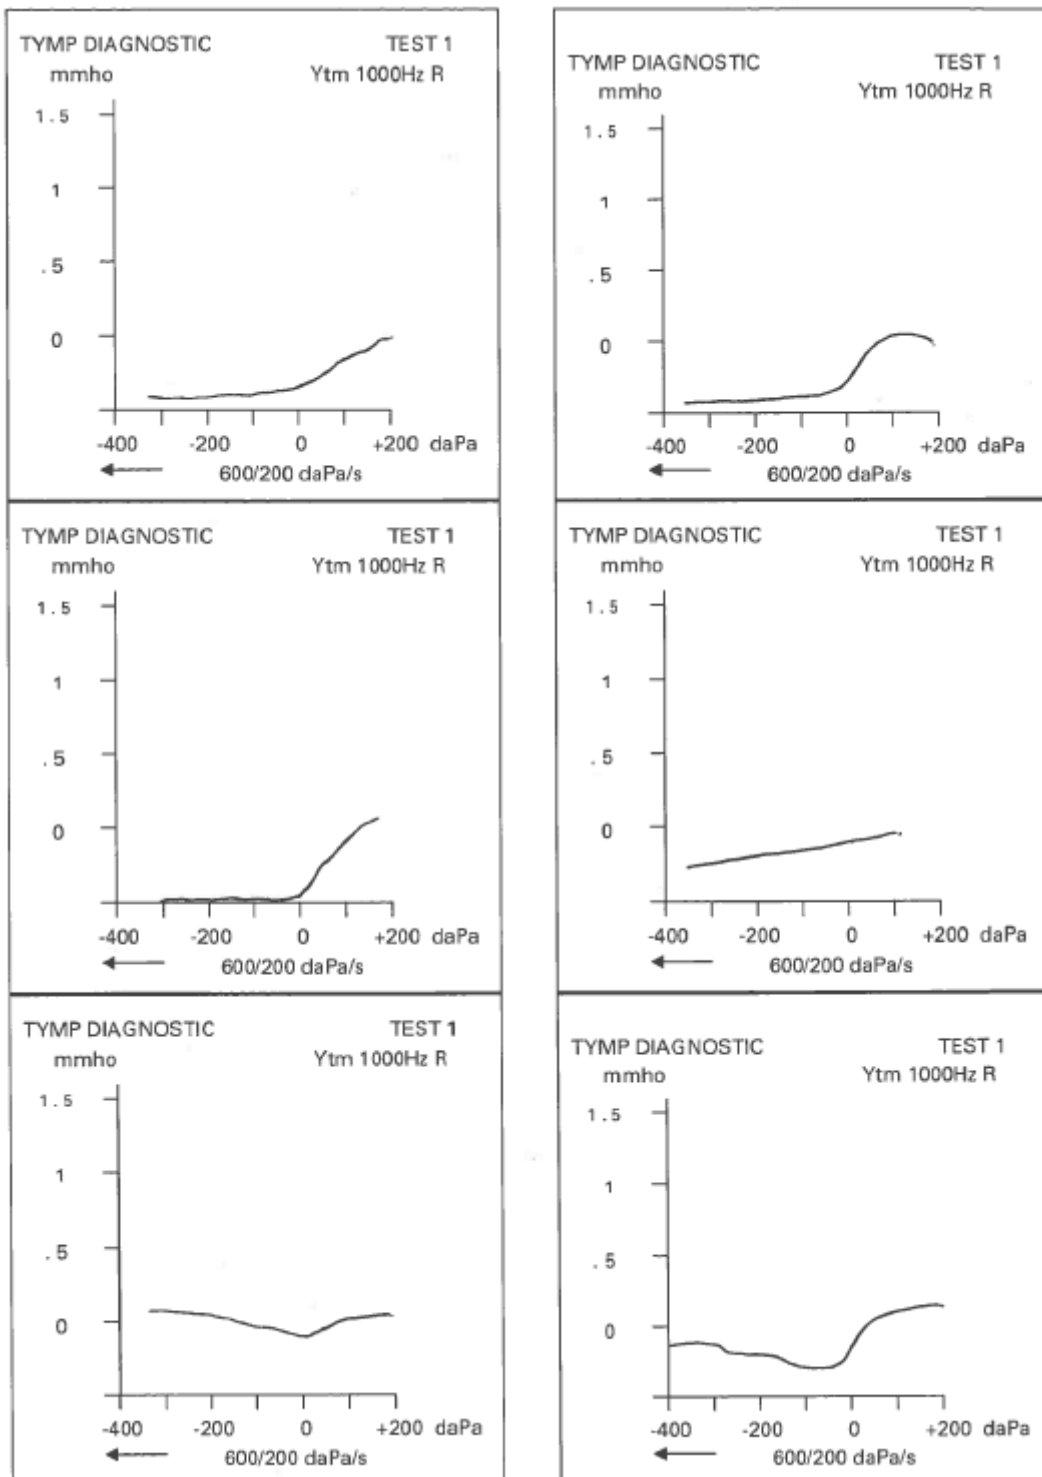 TYMP DIAGNOSTIC TEST 1
mmho Ytm 1000Hz R
1.5
1
.5
0
-400 -200 0 +200 daPa
600/200 daPa/s
TYMP DIAGNOSTIC TEST 1
mmho Ytm 1000Hz R
1.5
1
.5
0
-400 -200 0 +200 daPa
600/200 daPa/s
TYMP DIAGNOSTIC TEST 1
mmho Ytm 1000Hz R
1.5
1
.5
0
-400 -200 0 +200 daPa
600/200 daPa/s
TYMP DIAGNOSTIC TEST 1
mmho Ytm 1000Hz R
1.5
1
.5
0
-400 -200 0 +200 daPa
600/200 daPa/s
TYMP DIAGNOSTIC TEST 1
mmho Ytm 1000Hz R
1.5
1
.5
0
-400 -200 0 +200 daPa
600/200 daPa/s
TYMP DIAGNOSTIC TEST 1
mmho Ytm 1000Hz R
1.5
1
.5
0
-400 -200 0 +200 daPa
600/200 daPa/s